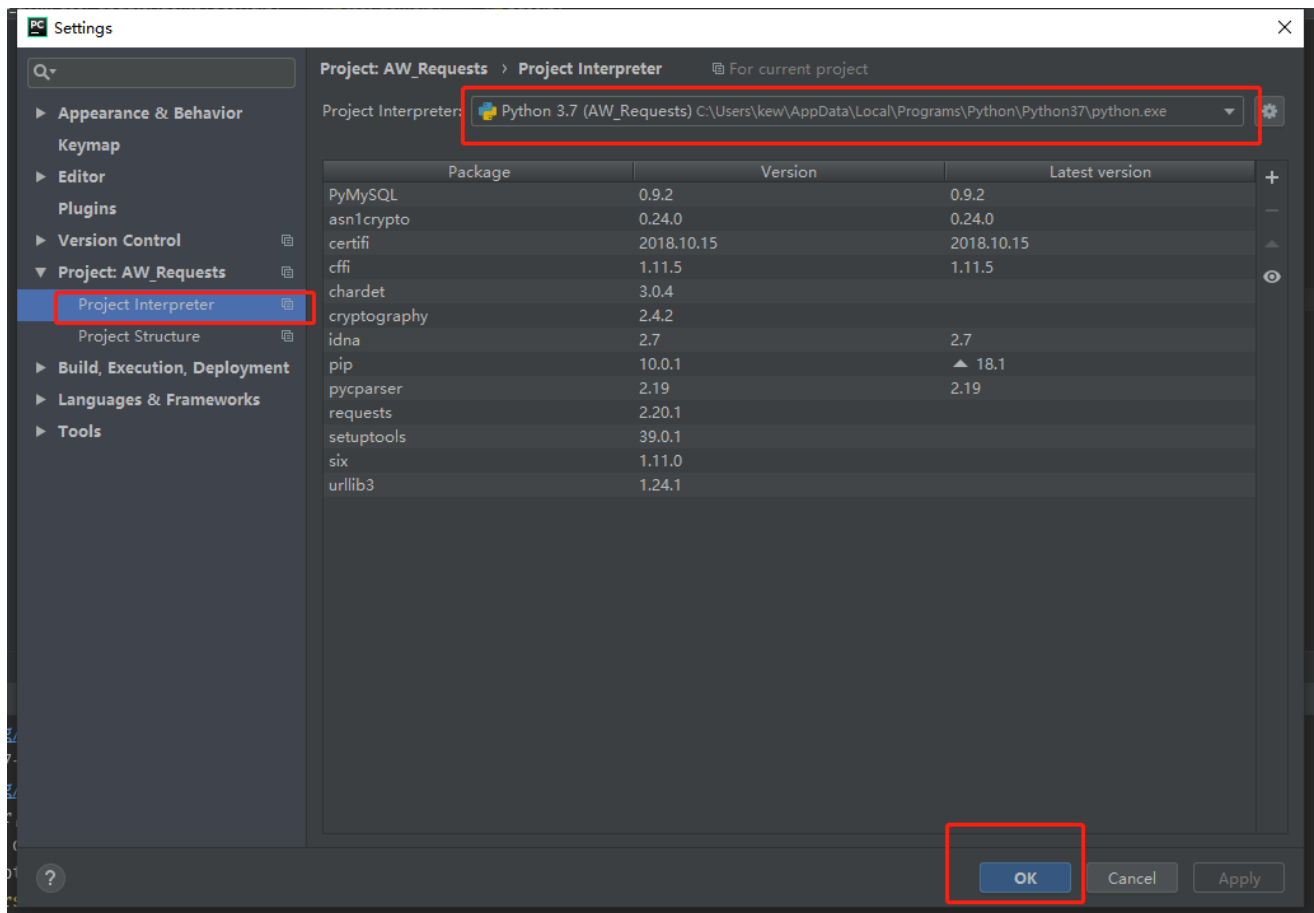 PC Settings
Project: AW_Requests › Project Interpreter For current project
Appearance & Behavior
Keymap
Editor
Plugins
Version Control
Project: AW_Requests
Project Interpreter
Project Structure
Build, Execution, Deployment
Languages & Frameworks
Tools
Project Interpreter: Python 3.7 (AW_Requests) C:\Users\kew\AppData\Local\Programs\Python\Python37\python.exe
Package Version Latest version
PyMySQL 0.9.2 0.9.2
asn1crypto 0.24.0 0.24.0
certifi 2018.10.15 2018.10.15
cffi 1.11.5 1.11.5
chardet 3.0.4
cryptography 2.4.2
idna 2.7 2.7
pip 10.0.1 18.1
pycparser 2.19 2.19
requests 2.20.1
setuptools 39.0.1
six 1.11.0
urllib3 1.24.1
? OK Cancel Apply